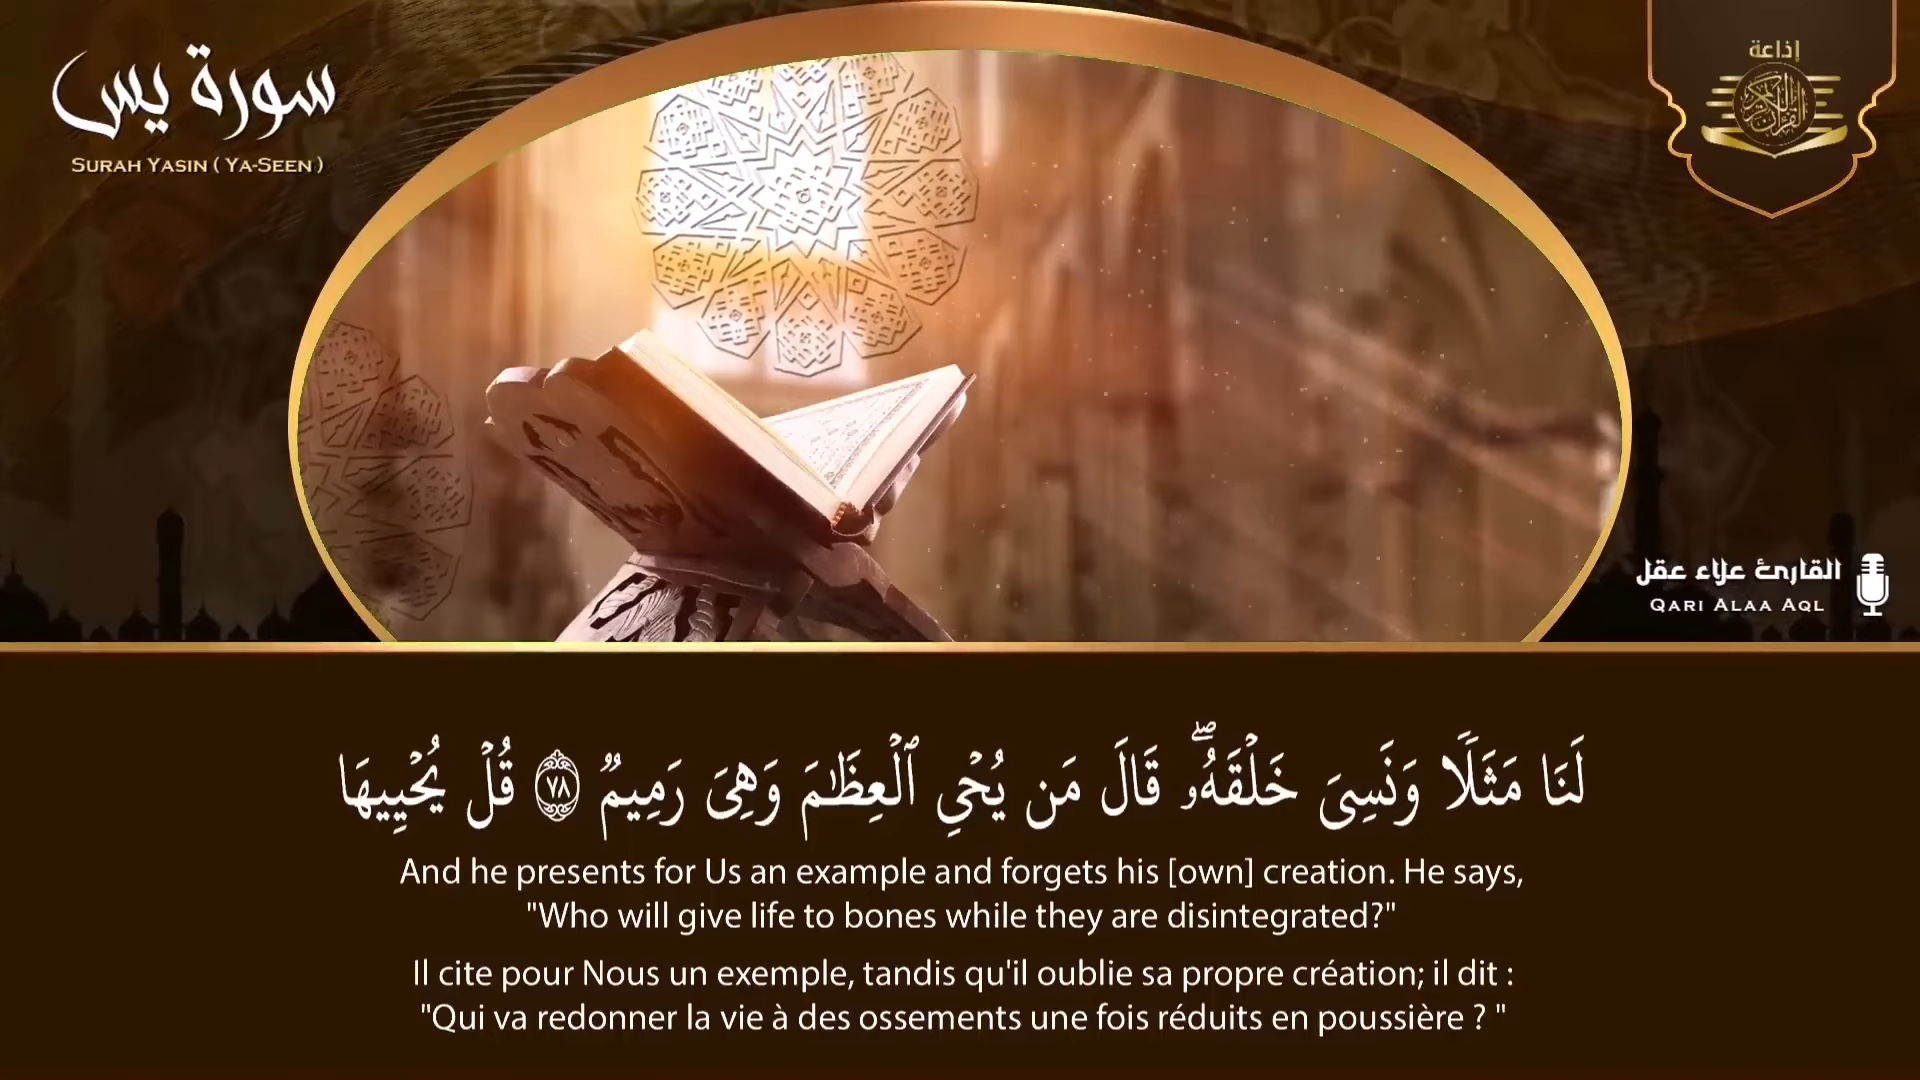 سورة يس
SURAH YASIN ( YA-SEEN )
إذاعة
القرآن الكريم
القارئ علاء عقل
QARI ALAA AQL
لَنَا مَثَلًا وَنَسِىَ خَلْقَهُۥ ۖ قَالَ مَن يُحْىِ ٱلْعِظَـٰمَ وَهِىَ رَمِيمٌ ٧٨ قُلْ يُحْيِيهَا
And he presents for Us an example and forgets his [own] creation. He says,
"Who will give life to bones while they are disintegrated?"
Il cite pour Nous un exemple, tandis qu'il oublie sa propre création; il dit :
"Qui va redonner la vie à des ossements une fois réduits en poussière ? "